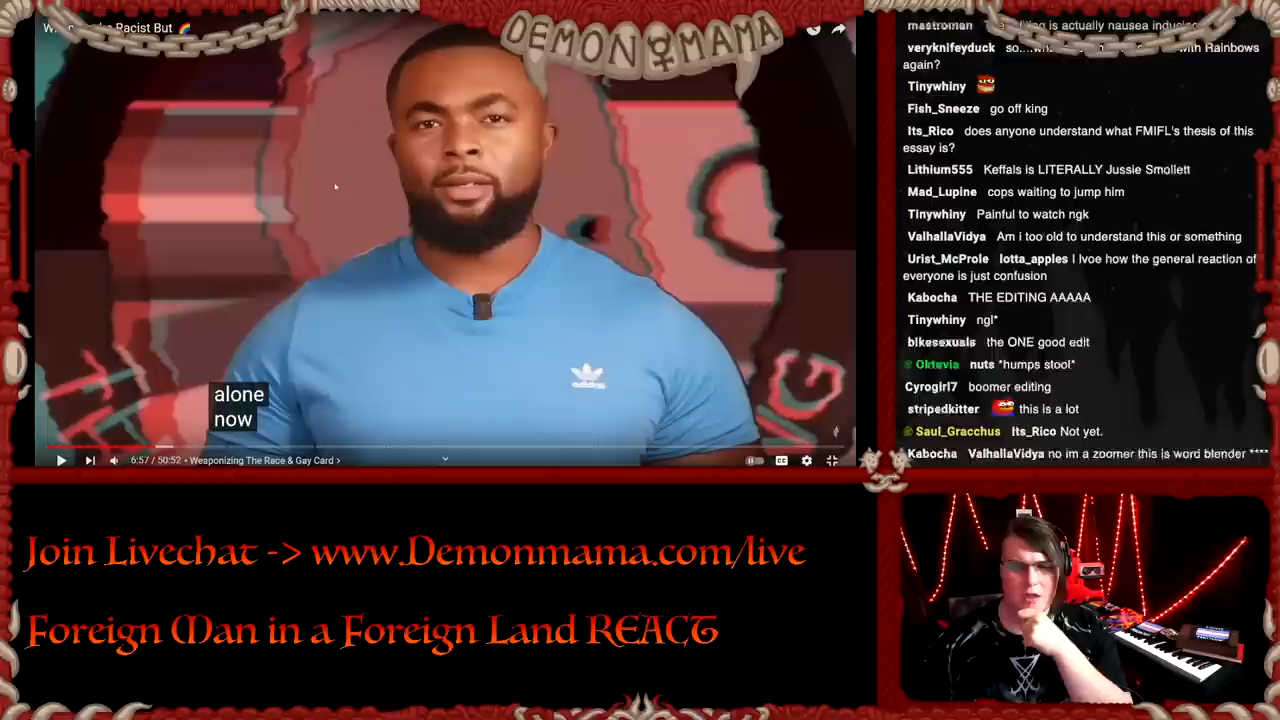 Racist But
DEMON MAMA
alone
now
6:57 / 50:52 • Weaponizing The Race & Gay Card >
CC
mastroman
is actually nausea
veryknifeyduck
Rainbows
again?
Tinywhiny
Fish_Sneeze go off king
Its_Rico does anyone understand what FMIFL's thesis of this
essay is?
Lithium555 Keffals is LITERALLY Jussie Smollett
Mad_Lupine cops waiting to jump him
Tinywhiny Painful to watch ngk
ValhallaVidya Am i too old to understand this or something
Urist_McProle lotta_apples I lvoe how the general reaction of
everyone is just confusion
Kabocha THE EDITING AAAAA
Tinywhiny ngl*
bikesexuals the ONE good edit
Oktavia nuts *humps stool*
Cyrogirl7 boomer editing
stripedkitter this is a lot
Saul_Gracchus Its_Rico Not yet.
Kabocha ValhallaVidya no im a zoomer this is word blender ****
Join Livechat -> www.Demonmama.com/live
Foreign Man in a Foreign Land REACT